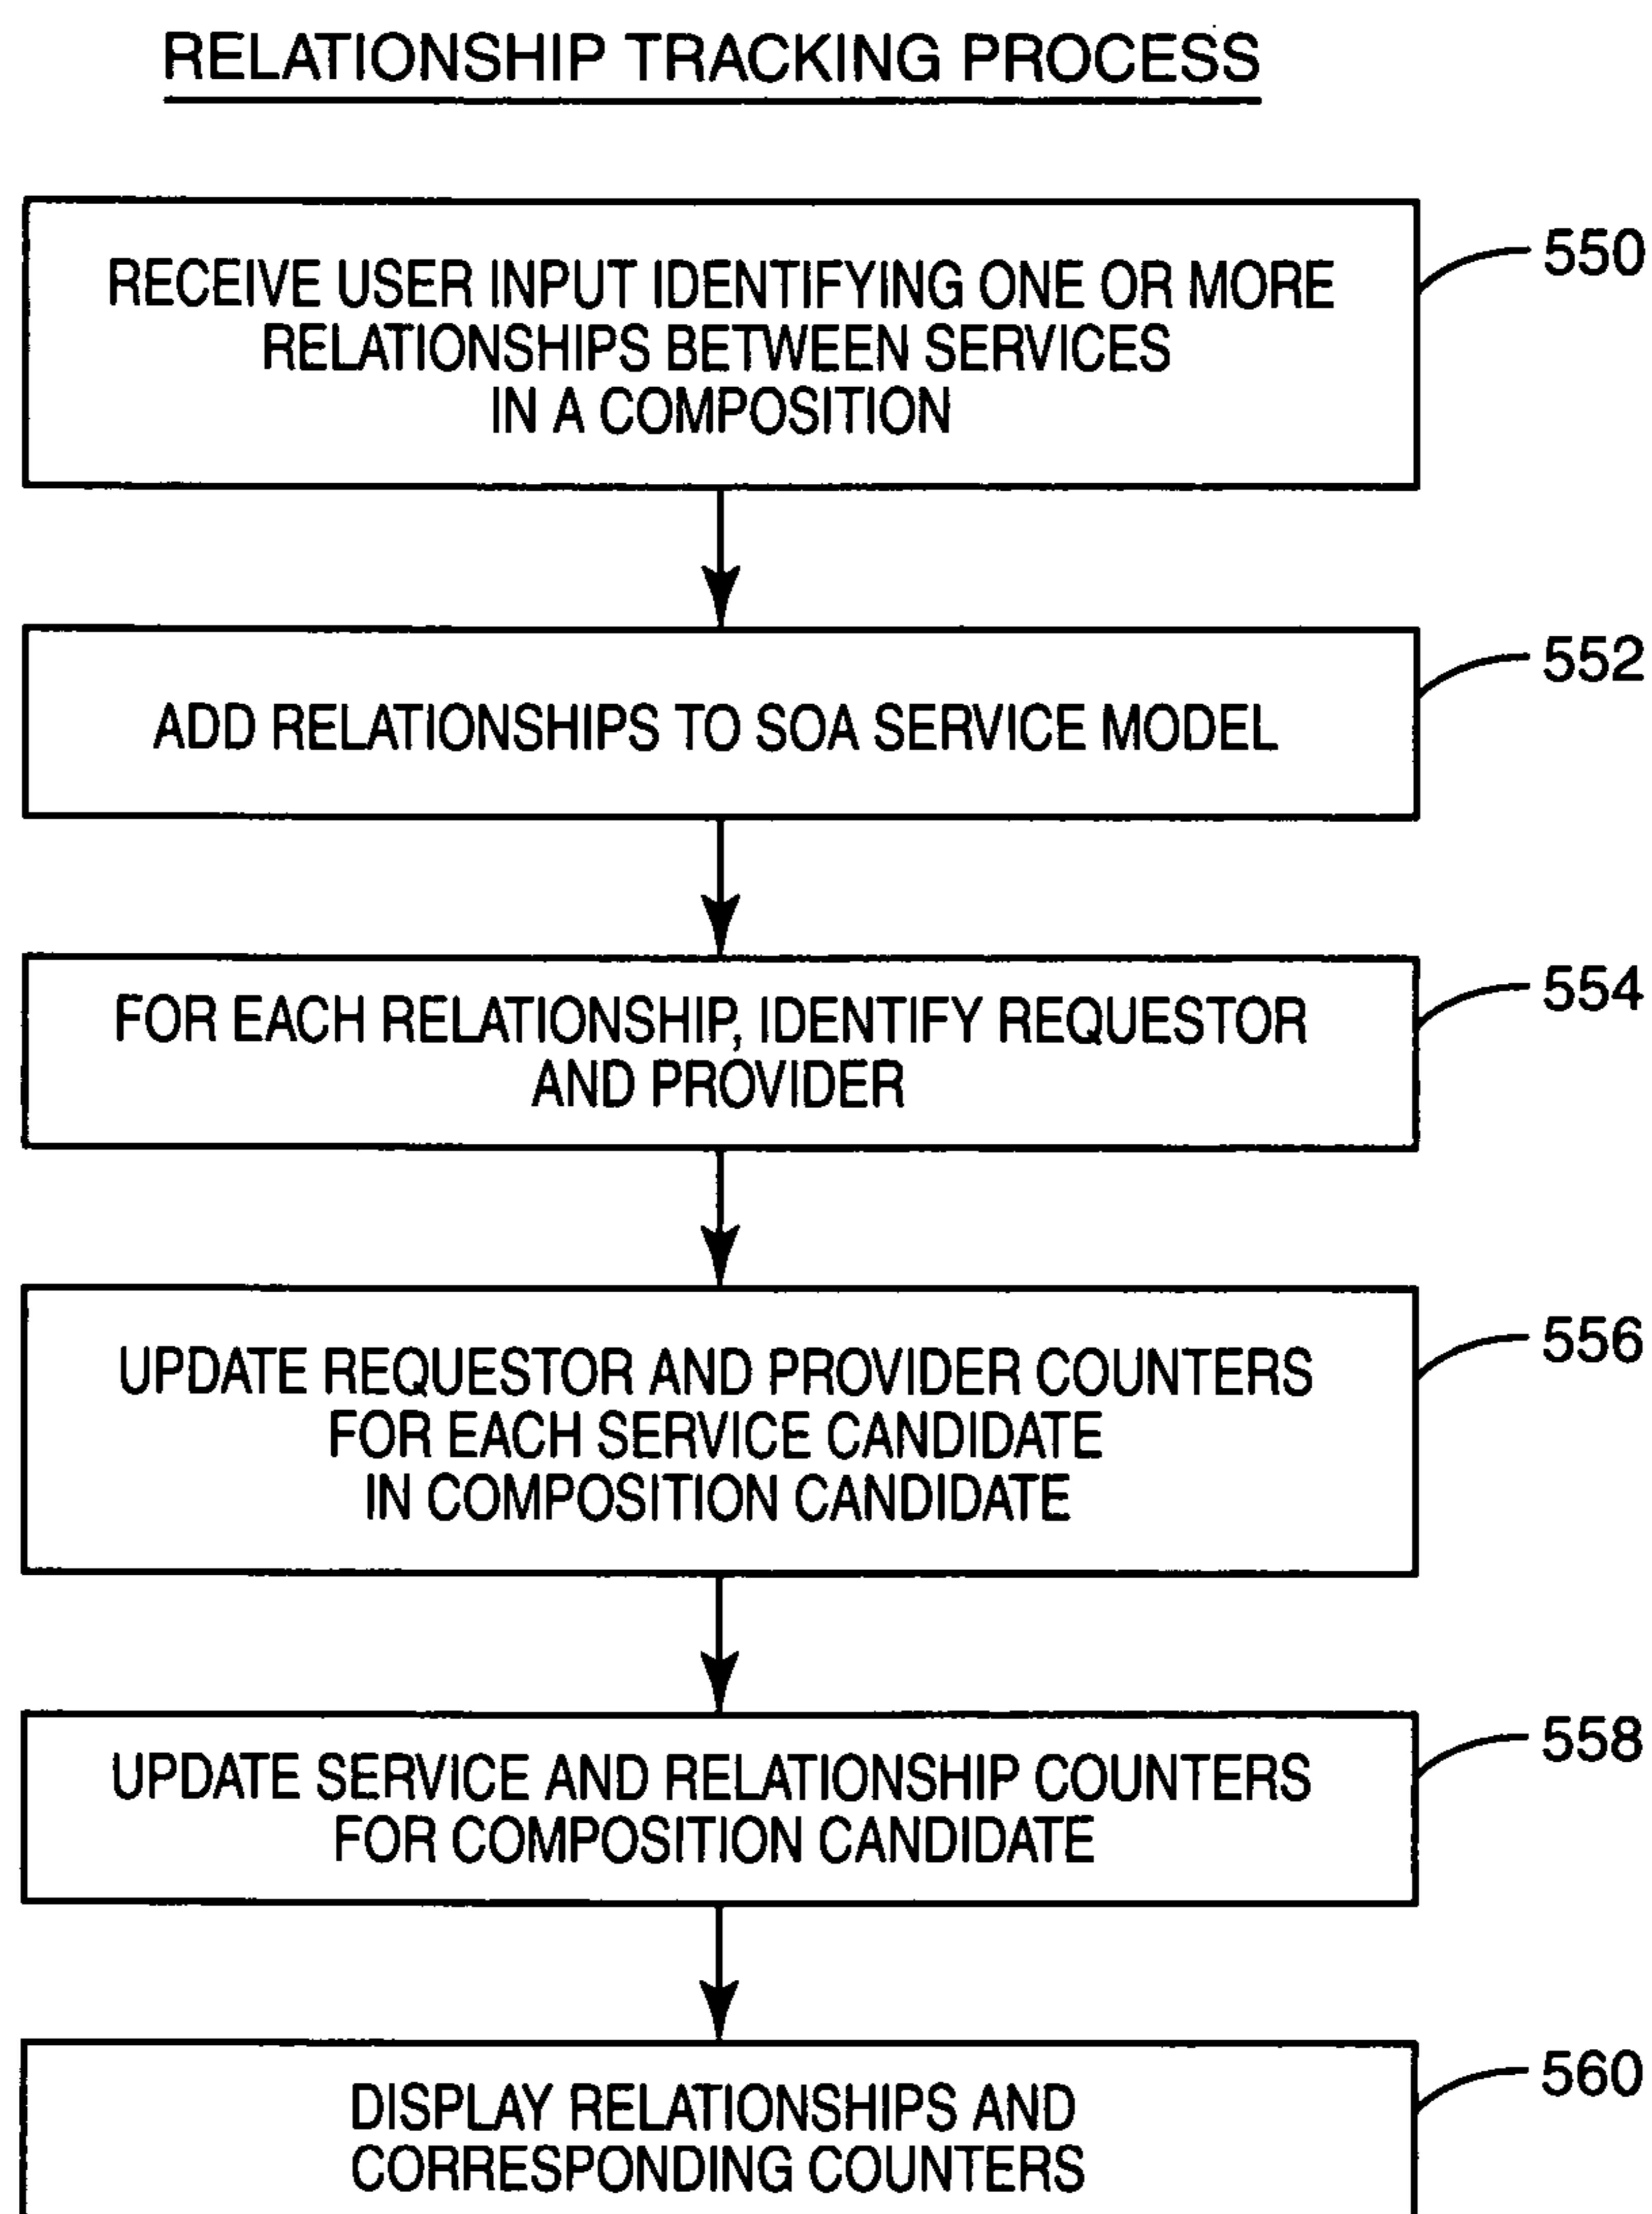 RELATIONSHIP TRACKING PROCESS
RECEIVE USER INPUT IDENTIFYING ONE OR MORE
RELATIONSHIPS BETWEEN SERVICES
IN A COMPOSITION
550
ADD RELATIONSHIPS TO SOA SERVICE MODEL
552
FOR EACH RELATIONSHIP, IDENTIFY REQUESTOR
AND PROVIDER
554
UPDATE REQUESTOR AND PROVIDER COUNTERS
FOR EACH SERVICE CANDIDATE
IN COMPOSITION CANDIDATE
556
UPDATE SERVICE AND RELATIONSHIP COUNTERS
FOR COMPOSITION CANDIDATE
558
DISPLAY RELATIONSHIPS AND
CORRESPONDING COUNTERS
560